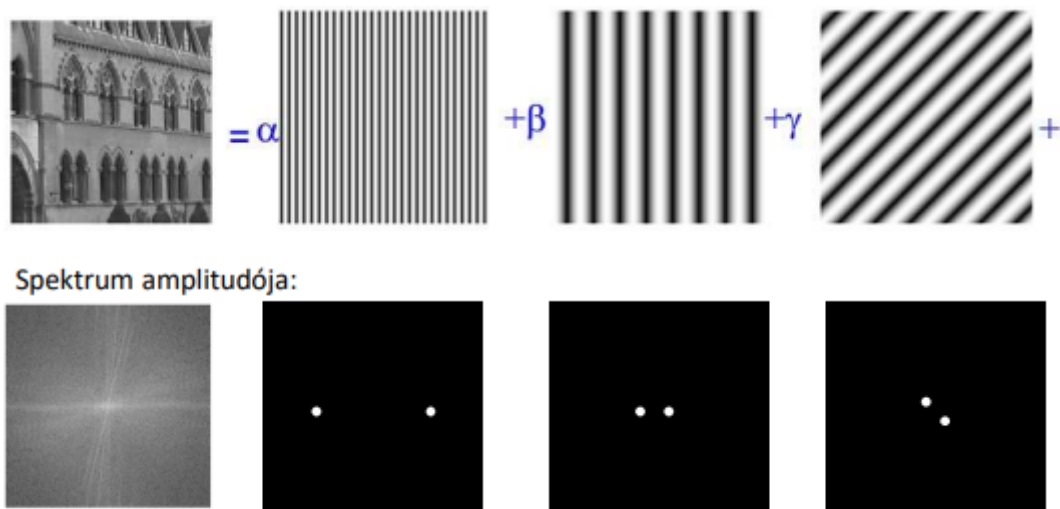 = α +β +γ +
Spektrum amplitudója: